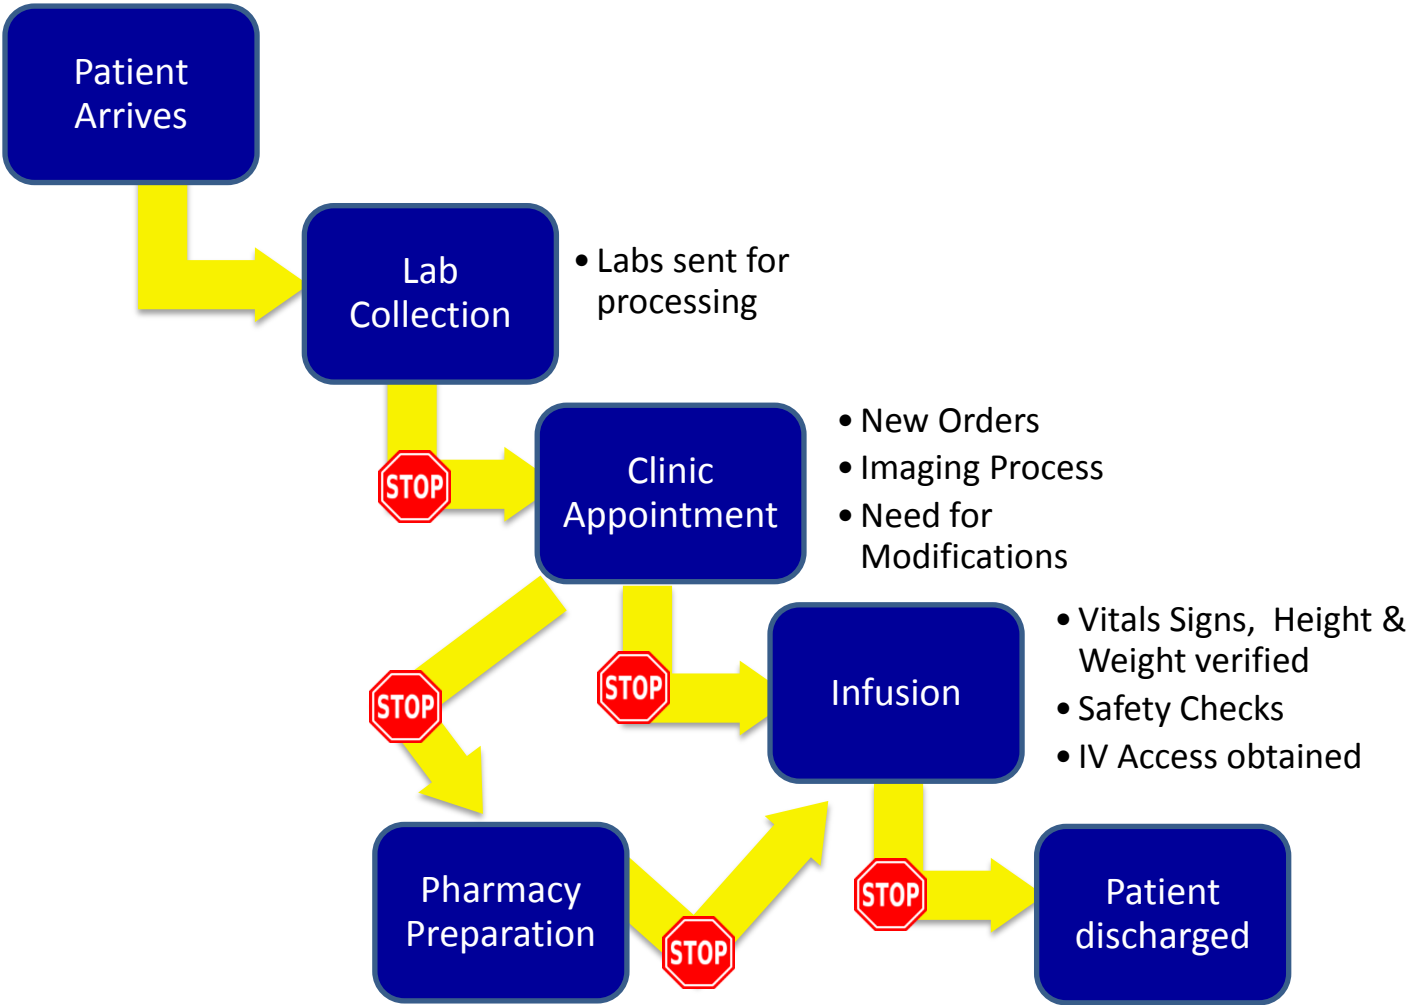 Patient
Arrives
Lab
Collection
• Labs sent for
processing
STOP
Clinic
Appointment
• New Orders
• Imaging Process
• Need for
Modifications
STOP
STOP
Infusion
• Vitals Signs,  Height &
Weight verified
• Safety Checks
• IV Access obtained
Pharmacy
Preparation
STOP
STOP
Patient
discharged